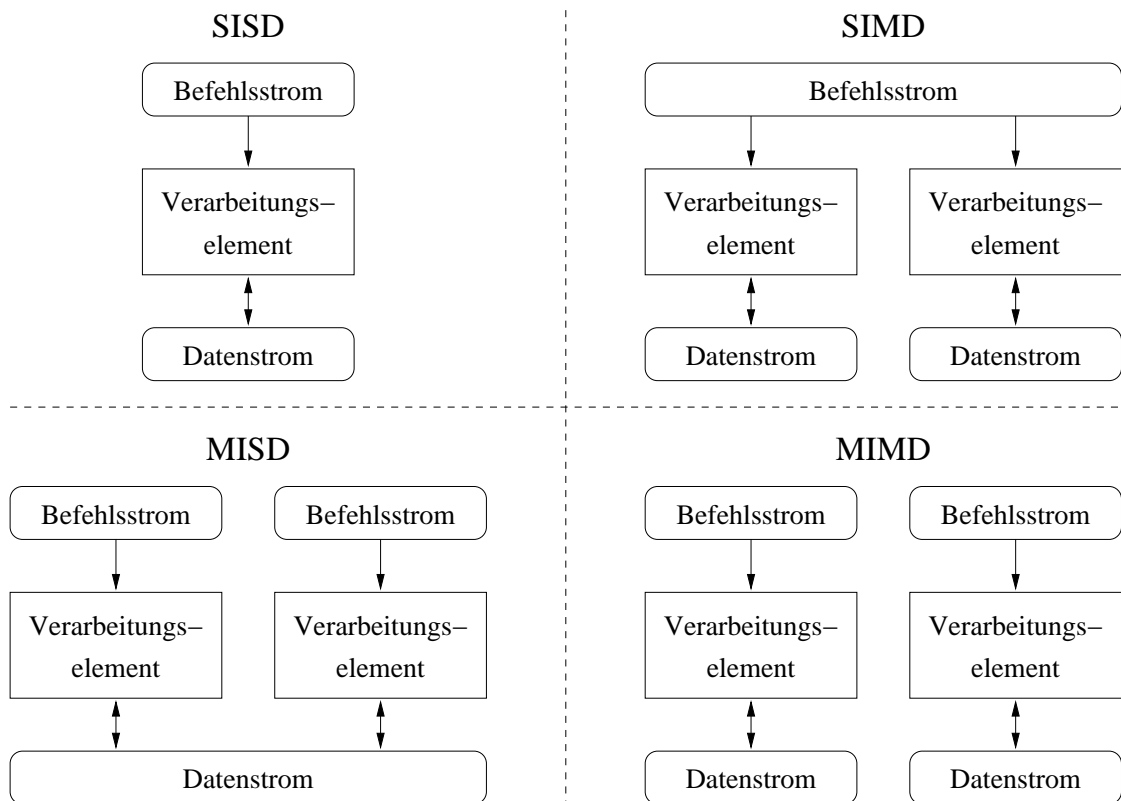 SISD
Befehlsstrom
Verarbeitungs–
element
Datenstrom
SIMD
Befehlsstrom
Verarbeitungs–
element
Verarbeitungs–
element
Datenstrom
Datenstrom
MISD
Befehlsstrom
Befehlsstrom
Verarbeitungs–
element
Verarbeitungs–
element
Datenstrom
MIMD
Befehlsstrom
Befehlsstrom
Verarbeitungs–
element
Verarbeitungs–
element
Datenstrom
Datenstrom